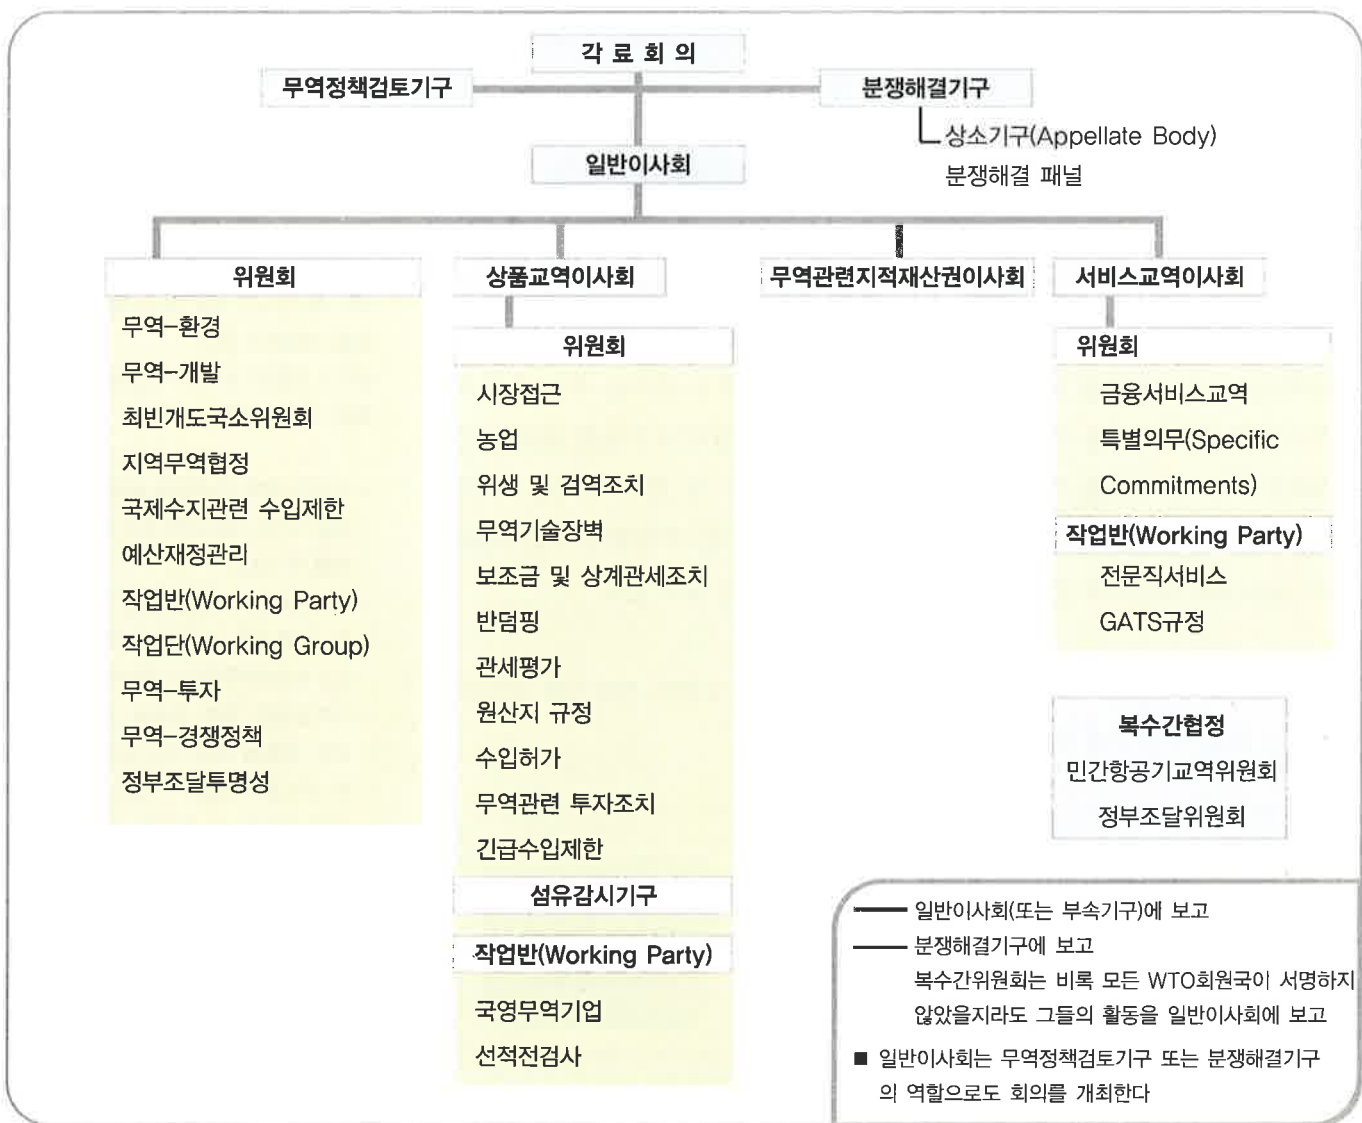 각 료 회 의
무역정책검토기구
분쟁해결기구
상소기구(Appellate Body)
분쟁해결 패널
일반이사회
위원회
무역-환경
무역-개발
최빈개도국소위원회
지역무역협정
국제수지관련 수입제한
예산재정관리
작업반(Working Party)
작업단(Working Group)
무역-투자
무역-경쟁정책
정부조달투명성
상품교역이사회
위원회
시장접근
농업
위생 및 검역조치
무역기술장벽
보조금 및 상계관세조치
반덤핑
관세평가
원산지 규정
수입허가
무역관련 투자조치
긴급수입제한
섬유감시기구
작업반(Working Party)
국영무역기업
선적전검사
무역관련지적재산권이사회
서비스교역이사회
위원회
금융서비스교역
특별의무(Specific
Commitments)
작업반(Working Party)
전문직서비스
GATS규정
복수간협정
민간항공기교역위원회
정부조달위원회
일반이사회(또는 부속기구)에 보고
분쟁해결기구에 보고
복수간위원회는 비록 모든 WTO회원국이 서명하지
않았을지라도 그들의 활동을 일반이사회에 보고
■ 일반이사회는 무역정책검토기구 또는 분쟁해결기구
의 역할으로도 회의를 개최한다